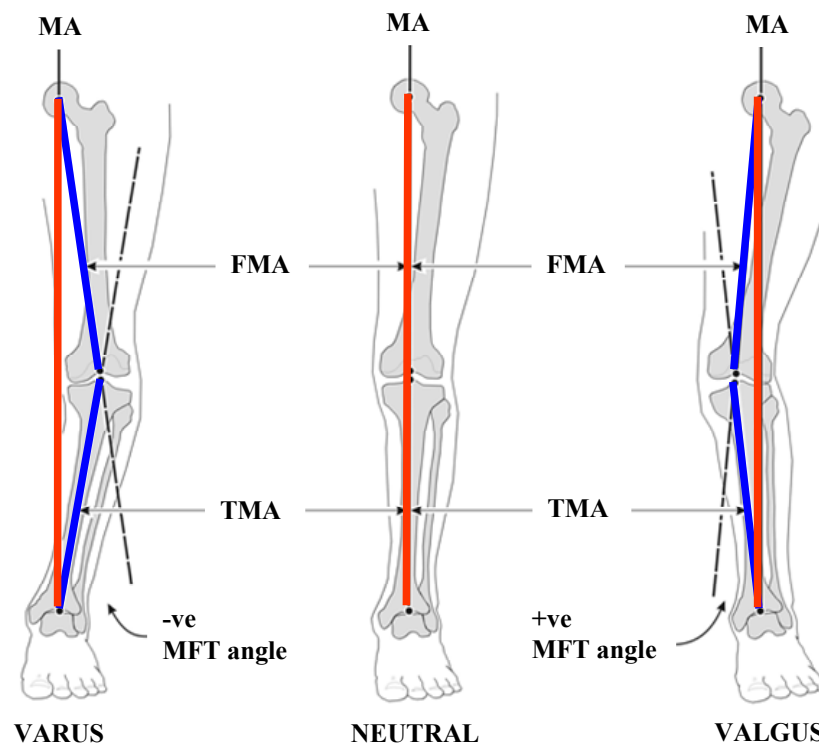 MA
MA
MA
FMA
FMA
TMA
TMA
-ve
MFT angle
+ve
MFT angle
VARUS
NEUTRAL
VALGUS